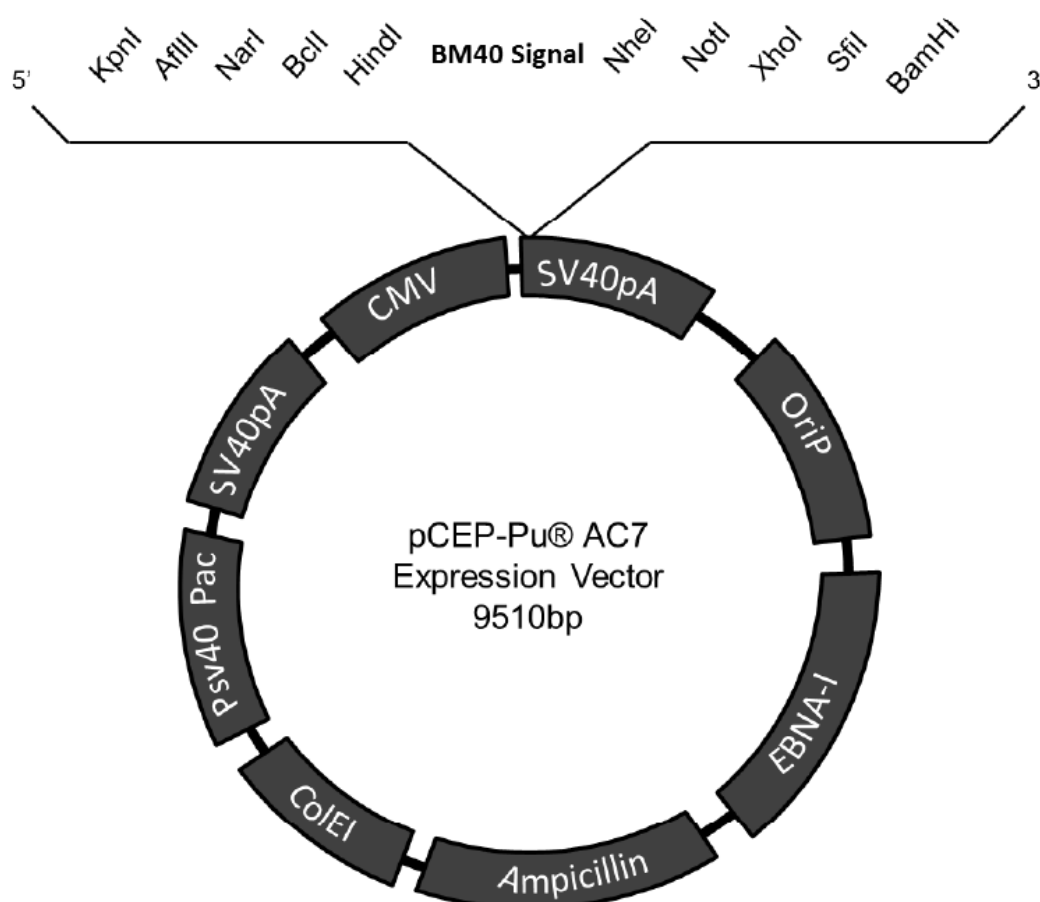 KpnI AflII NarI BclI HindI BM40 Signal NheI NotI XhoI SfiI BamHI
5' 3
CMV SV40pA
SV40pA OriP
pCEP-Pu® AC7
Expression Vector
9510bp
Psv40 Pac
EBNA-I
ColEI
Ampicillin